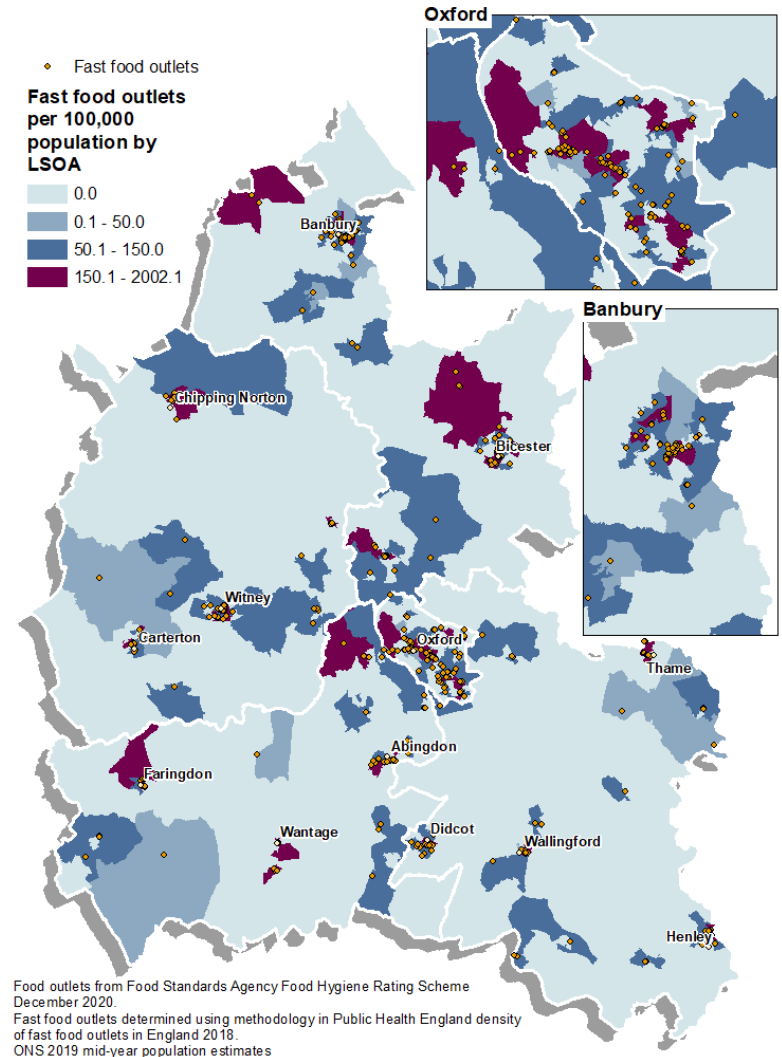 Oxford
Fast food outlets
Fast food outlets
per 100,000
population by
LSOA
0.0
0.1 - 50.0
50.1 - 150.0
150.1 - 2002.1
Banbury
Banbury
Chipping Norton
Bicester
Witney
Carterton
Oxford
Thame
Abingdon
Faringdon
Wantage
Didcot
Wallingford
Henley
Food outlets from Food Standards Agency Food Hygiene Rating Scheme
December 2020.
Fast food outlets determined using methodology in Public Health England density
of fast food outlets in England 2018.
ONS 2019 mid-year population estimates